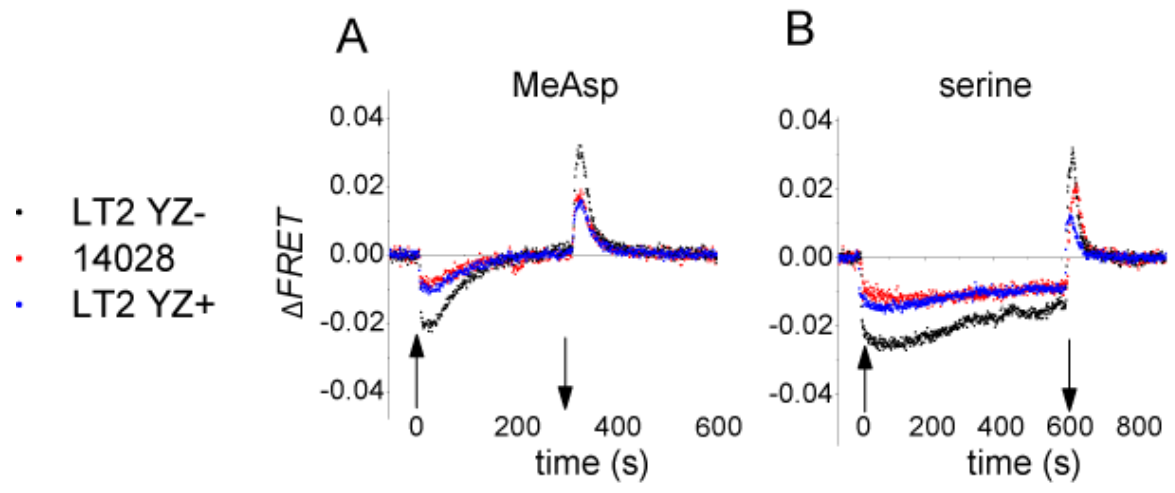 A
B
MeAsp
serine
LT2 YZ-
14028
LT2 YZ+
ΔFRET
0.04
0.02
0.00
-0.02
-0.04
0 200 400 600
time (s)
0.04
0.02
0.00
-0.02
-0.04
0 200 400 600 800
time (s)